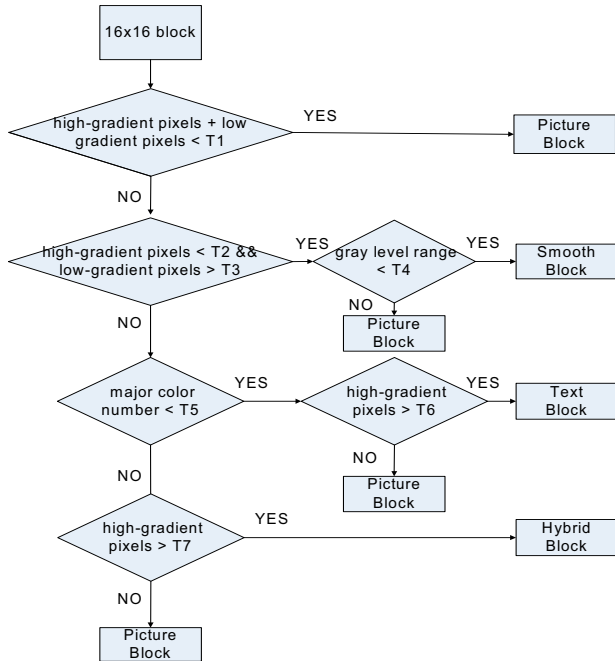 16x16 block
high-gradient pixels + low
gradient pixels < T1
YES
Picture
Block
NO
high-gradient pixels < T2 &&
low-gradient pixels > T3
YES
gray level range
< T4
YES
Smooth
Block
NO
Picture
Block
NO
major color
number < T5
YES
high-gradient
pixels > T6
YES
Text
Block
NO
Picture
Block
NO
high-gradient
pixels > T7
YES
Hybrid
Block
NO
Picture
Block